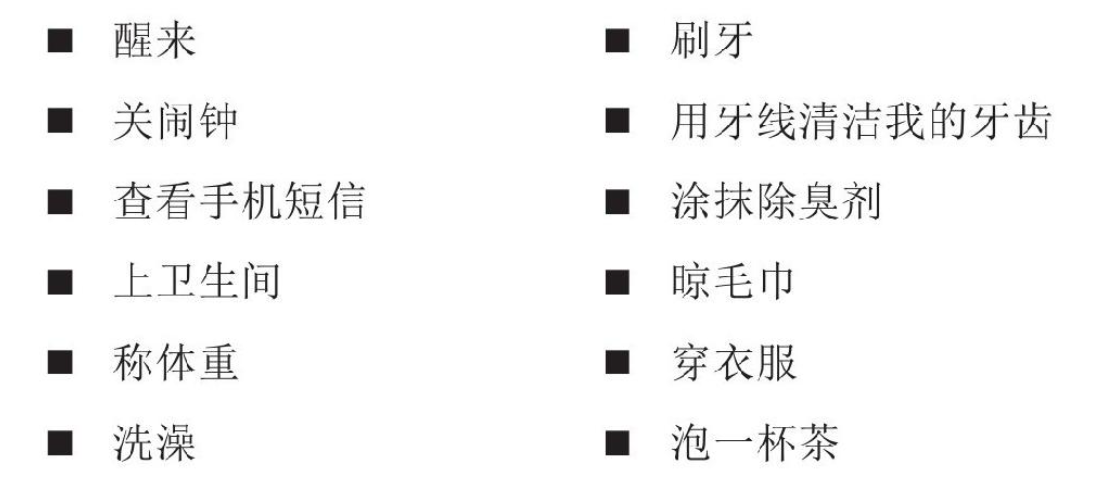 ■ 醒来
■ 关闹钟
■ 查看手机短信
■ 上卫生间
■ 称体重
■ 洗澡
■ 刷牙
■ 用牙线清洁我的牙齿
■ 涂抹除臭剂
■ 晾毛巾
■ 穿衣服
■ 泡一杯茶